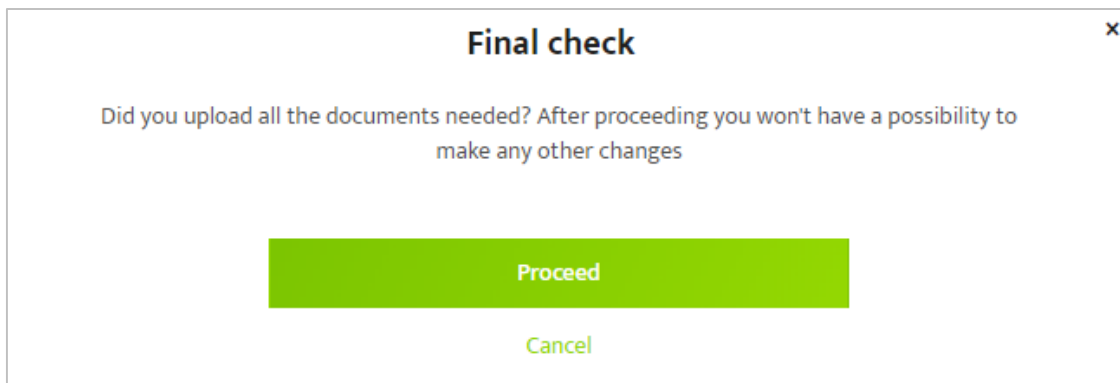 Final check
×
Did you upload all the documents needed? After proceeding you won't have a possibility to
make any other changes
Proceed
Cancel